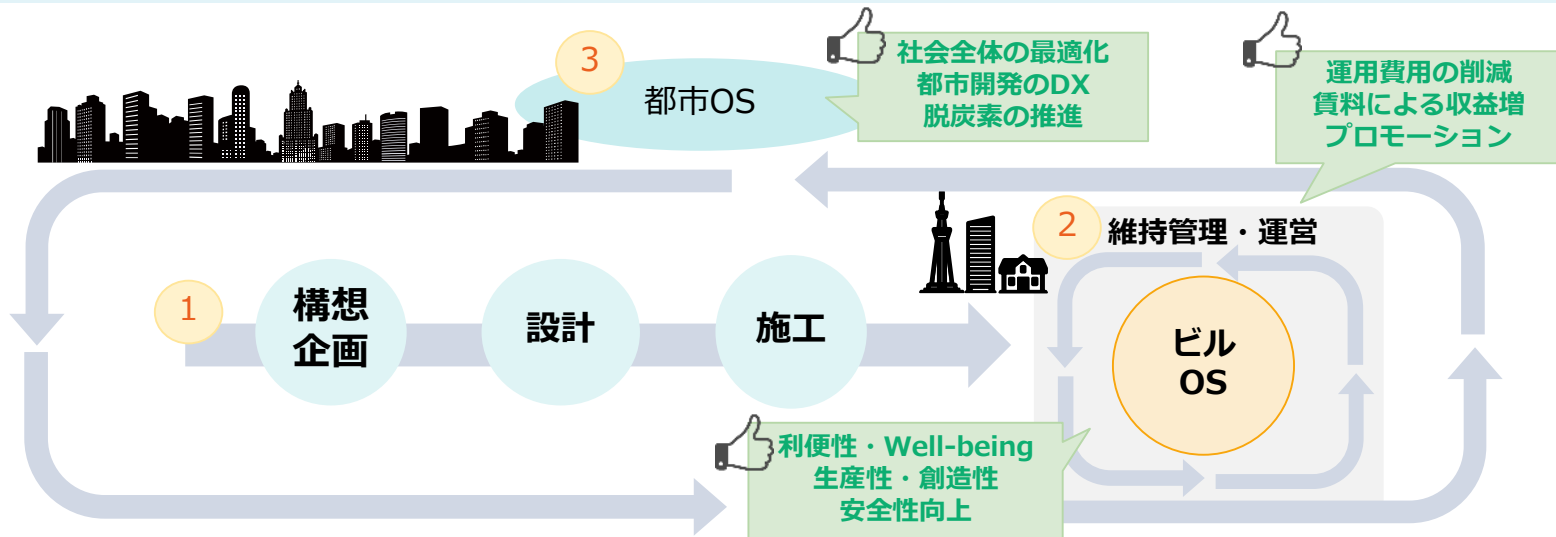 3
都市OS
社会全体の最適化
都市開発のDX
脱炭素の推進
運用費用の削減
賃料による収益増
プロモーション
1
構想
企画
設計
施工
2
維持管理・運営
ビル
OS
利便性・Well-being
生産性・創造性
安全性向上